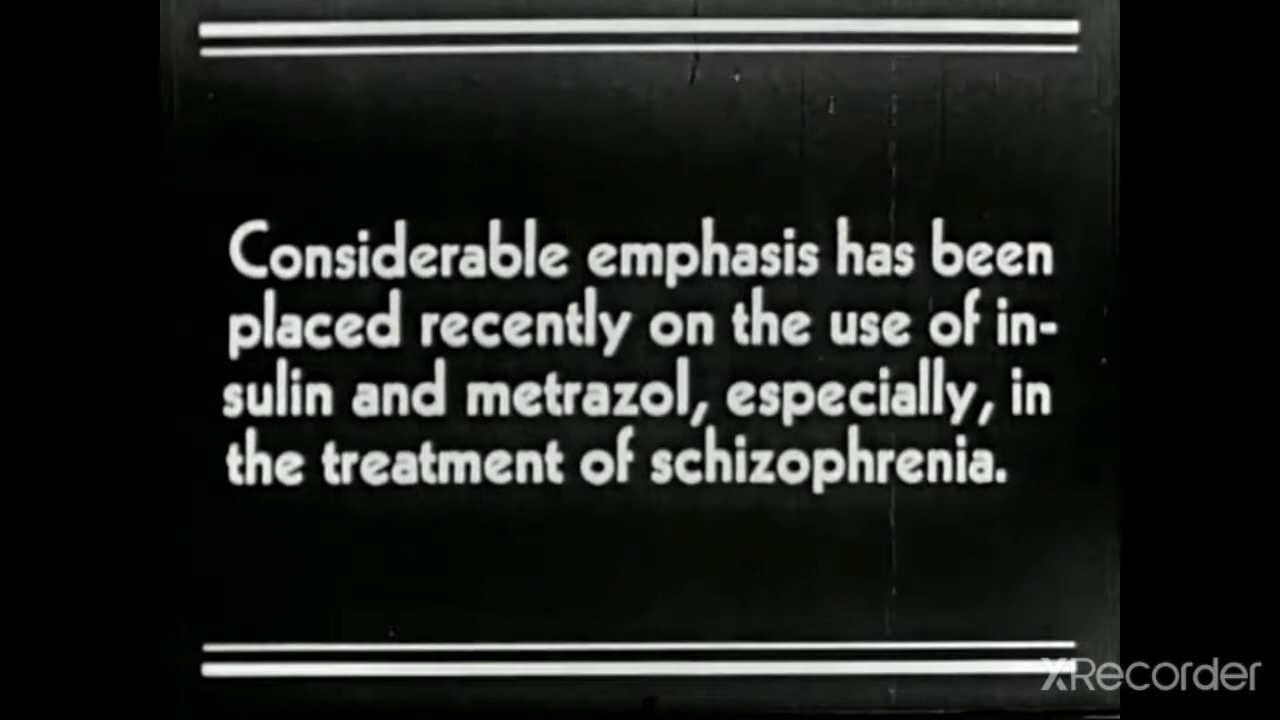 Considerable emphasis has been
placed recently on the use of in-
sulin and metrazol, especially, in
the treatment of schizophrenia.
XRecorder